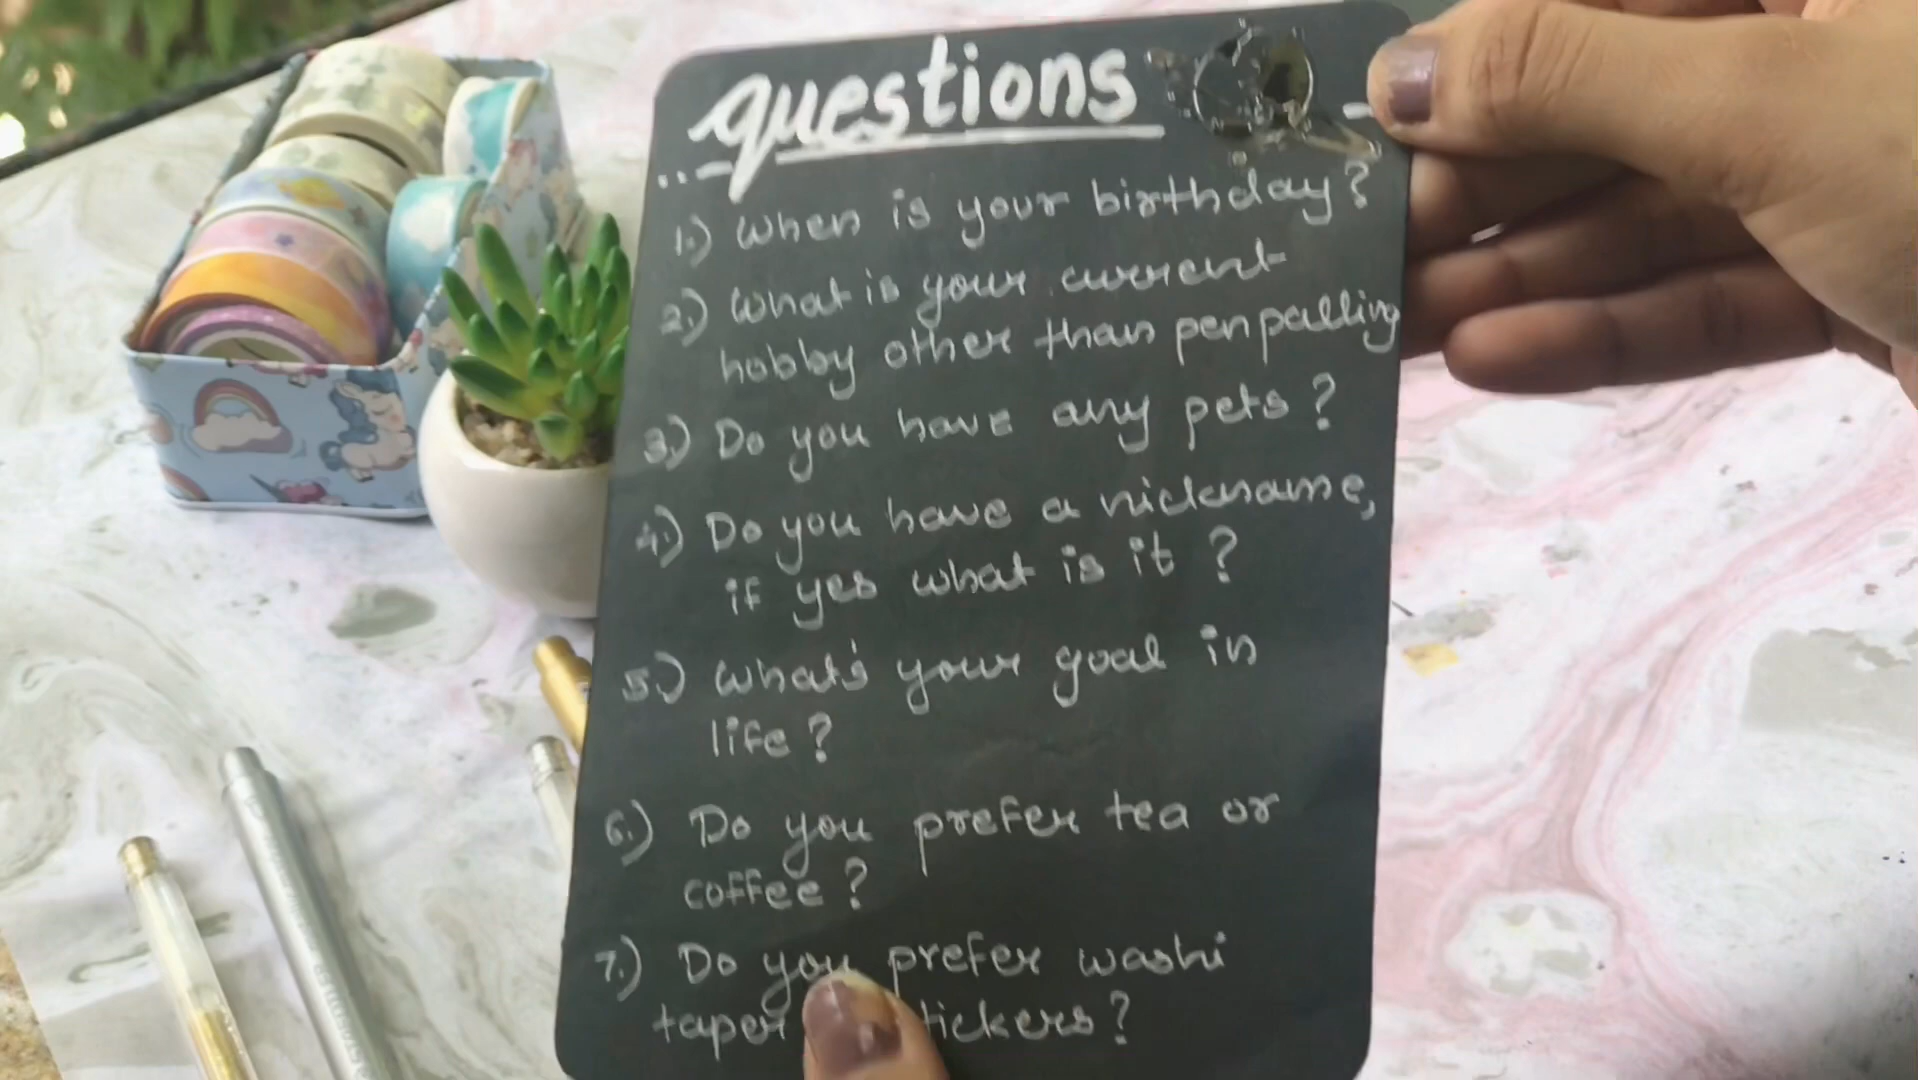 questions
1.) When is your birthday?
2.) What is your current
hobby other than penpalling
3.) Do you have any pets?
4.) Do you have a nickname,
if yes what is it?
5.) What's your goal in
life?
6.) Do you prefer tea or
coffee?
7.) Do you prefer washi